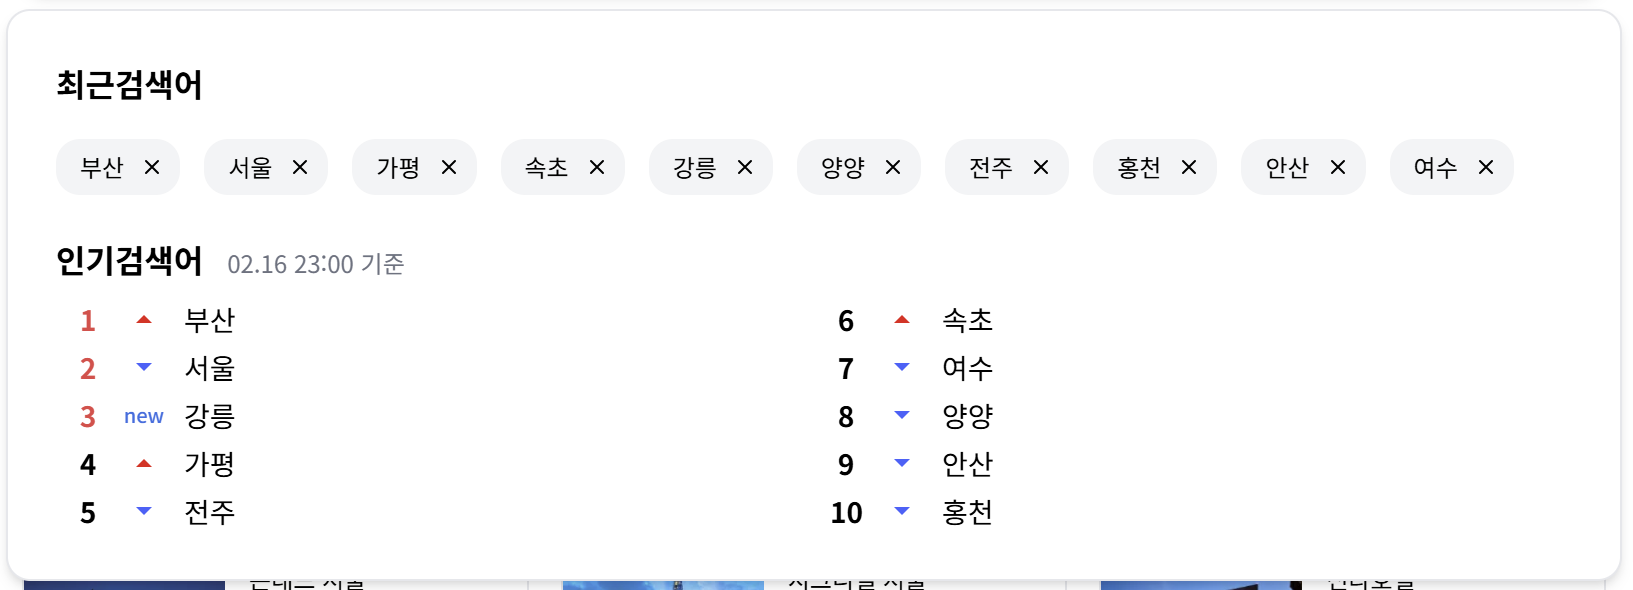 최근검색어
부산 × 서울 × 가평 × 속초 × 강릉 × 양양 × 전주 × 홍천 × 안산 × 여수 ×
인기검색어 02.16 23:00 기준
1 부산
2 서울
3 new 강릉
4 가평
5 전주
6 속초
7 여수
8 양양
9 안산
10 홍천